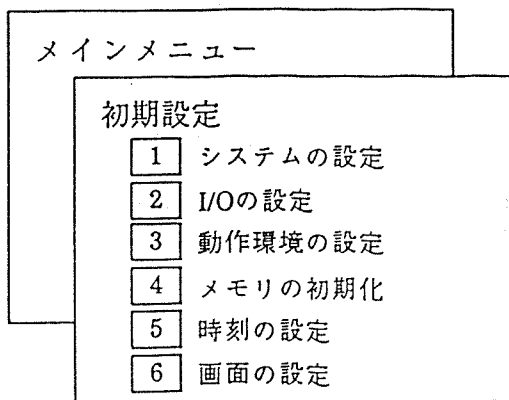 メインメニュー
初期設定
1 システムの設定
2 I/Oの設定
3 動作環境の設定
4 メモリの初期化
5 時刻の設定
6 画面の設定